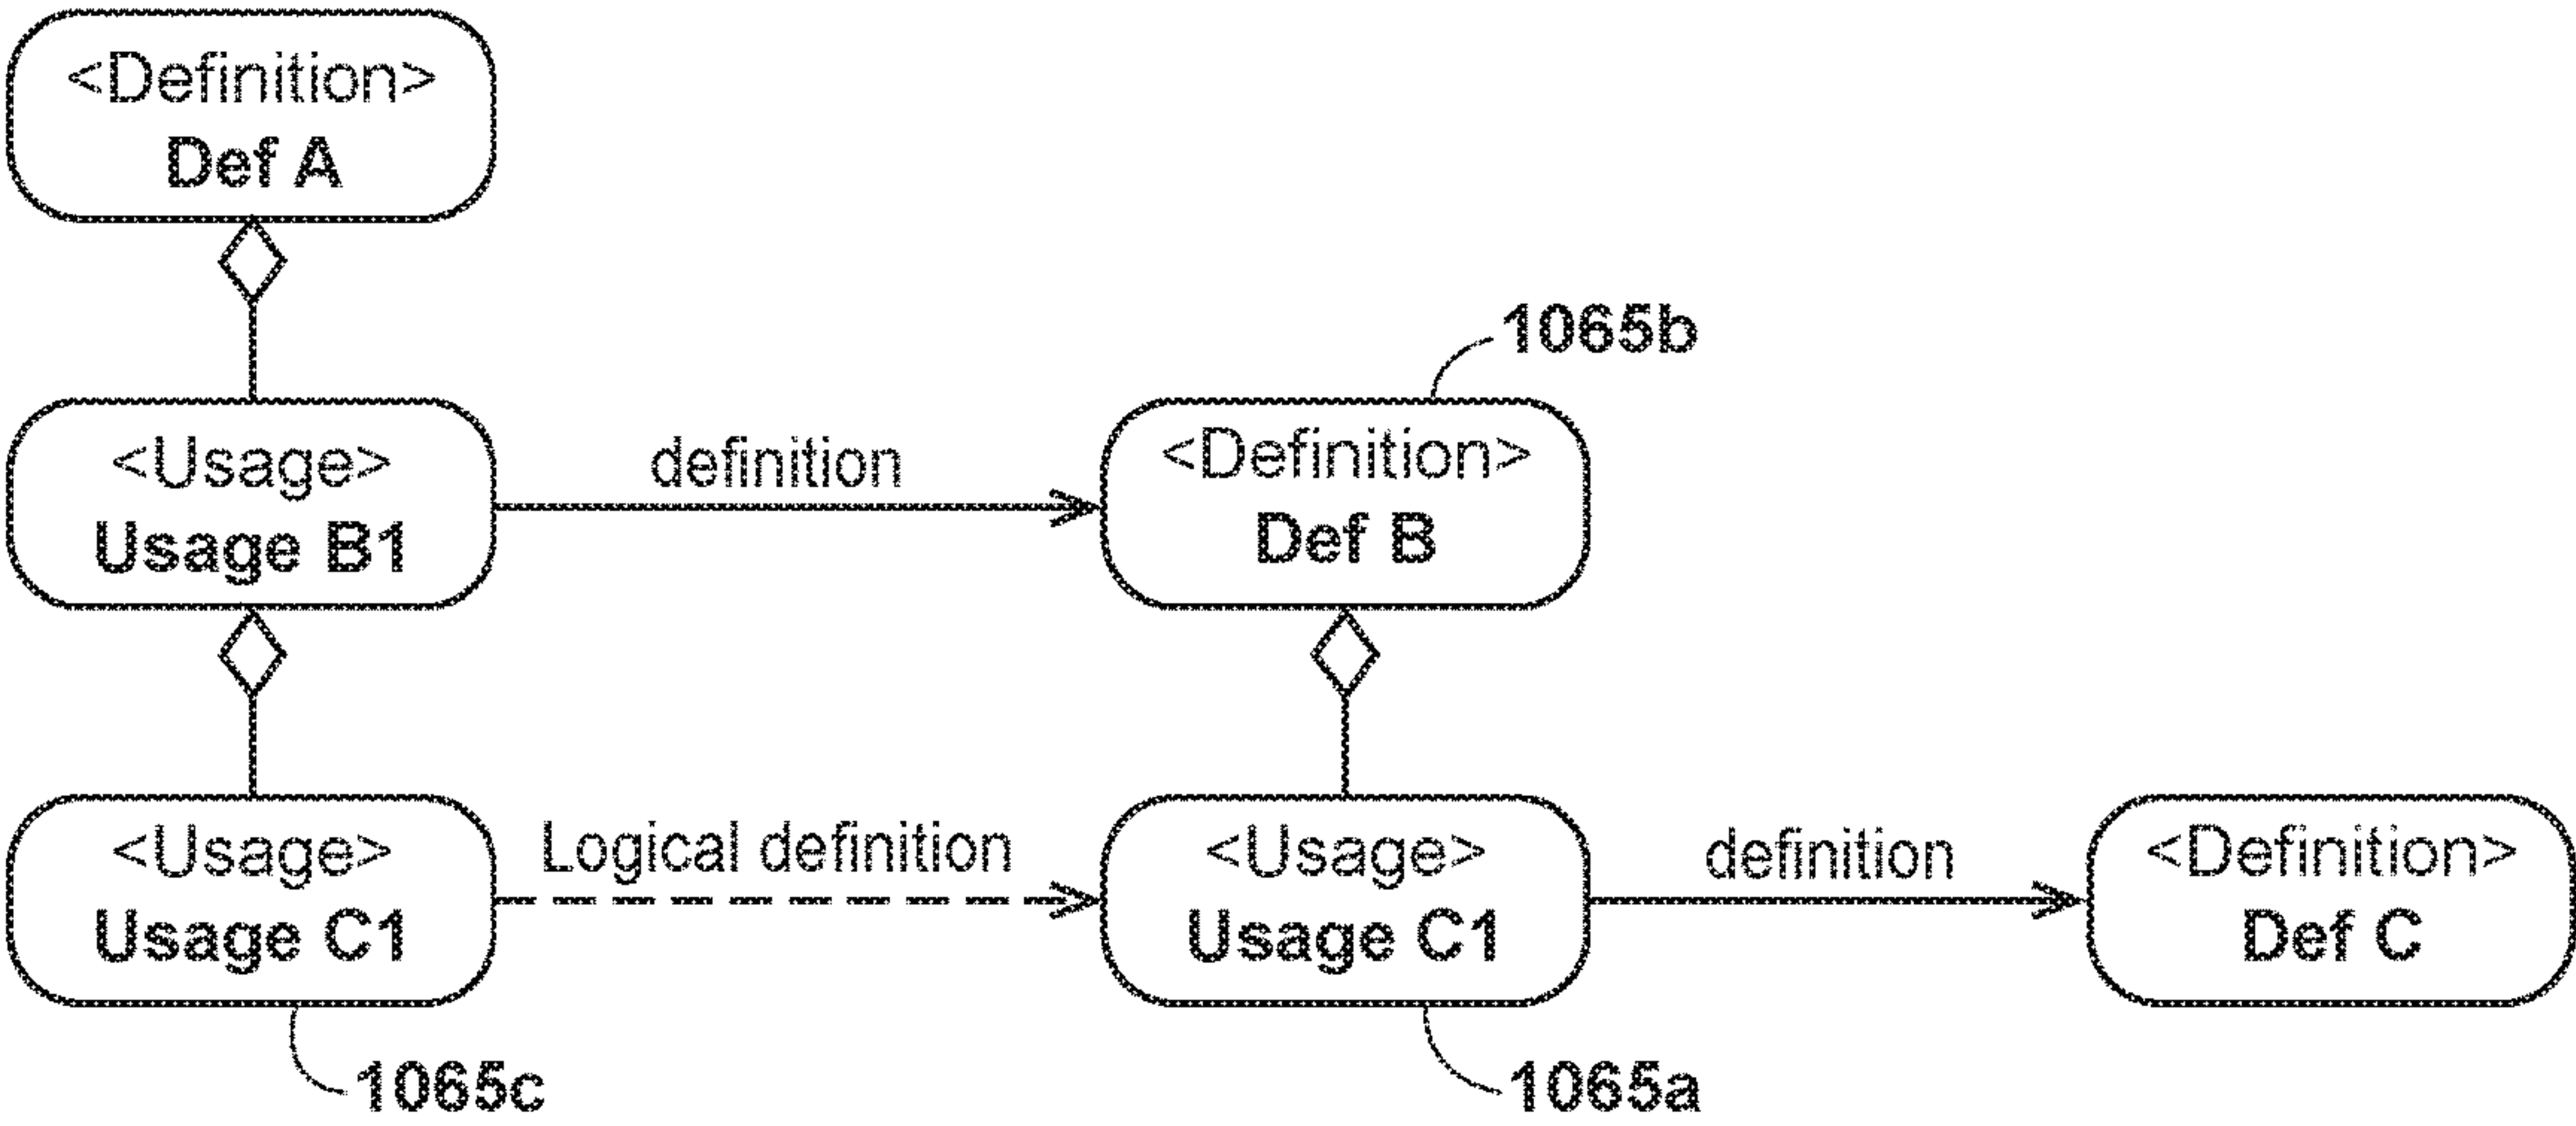 <Definition>
Def A
1065b
<Usage>
Usage B1
definition
<Definition>
Def B
<Usage>
Usage C1
Logical definition
<Usage>
Usage C1
definition
<Definition>
Def C
1065c
1065a